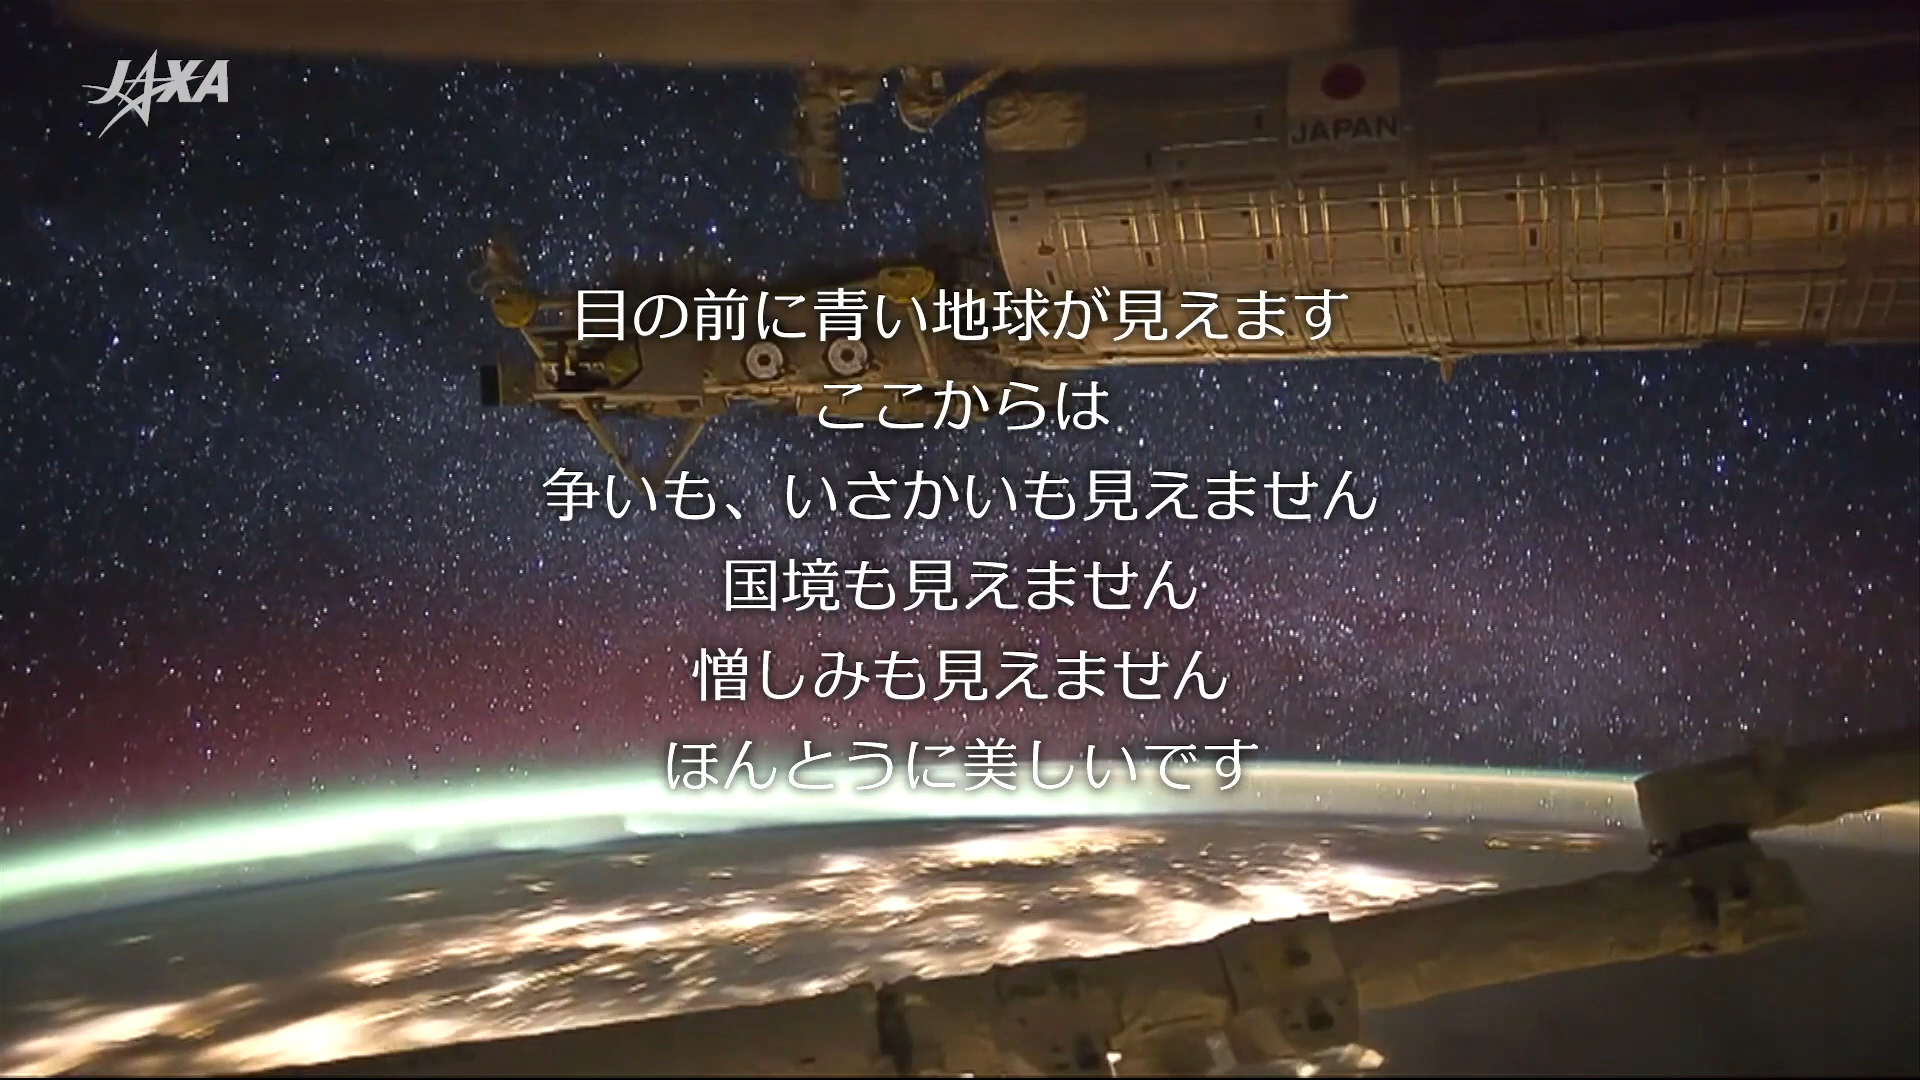 JAXA
JAPAN
目の前に青い地球が見えます
ここからは
争いも、いさかいも見えません
国境も見えません
憎しみも見えません
ほんとうに美しいです